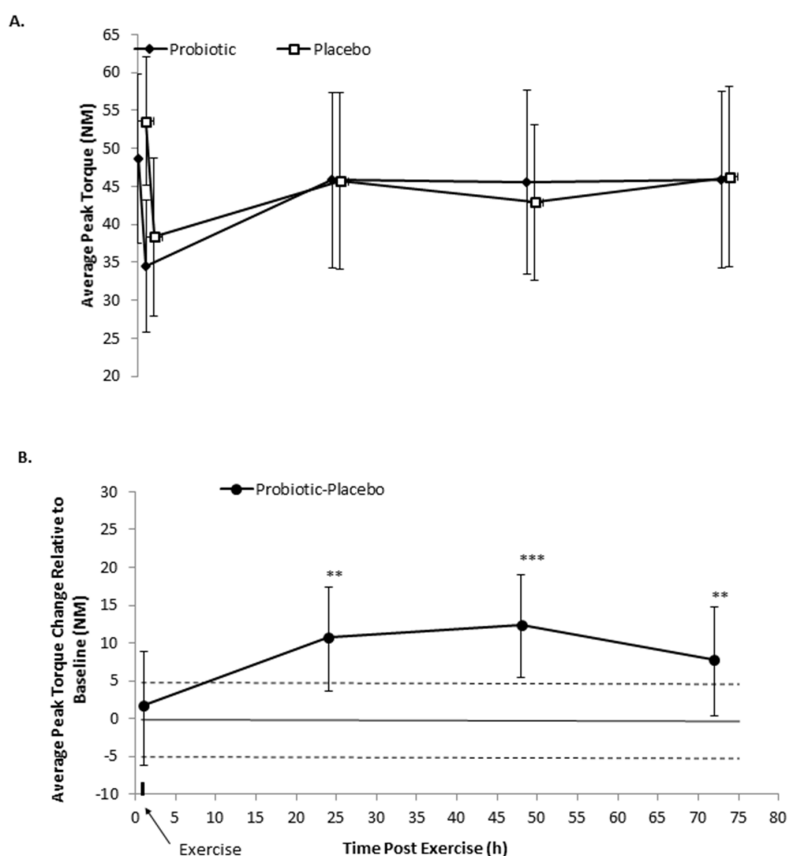 A.
Probiotic Placebo
Average Peak Torque (NM)
65
60
55
50
45
40
35
30
25
20
B.
Probiotic-Placebo
Average Peak Torque Change Relative to
Baseline (NM)
30
25
20
15
10
5
0
-5
-10
**
***
**
0 5 10 15 20 25 30 35 40 45 50 55 60 65 70 75 80
Exercise
Time Post Exercise (h)